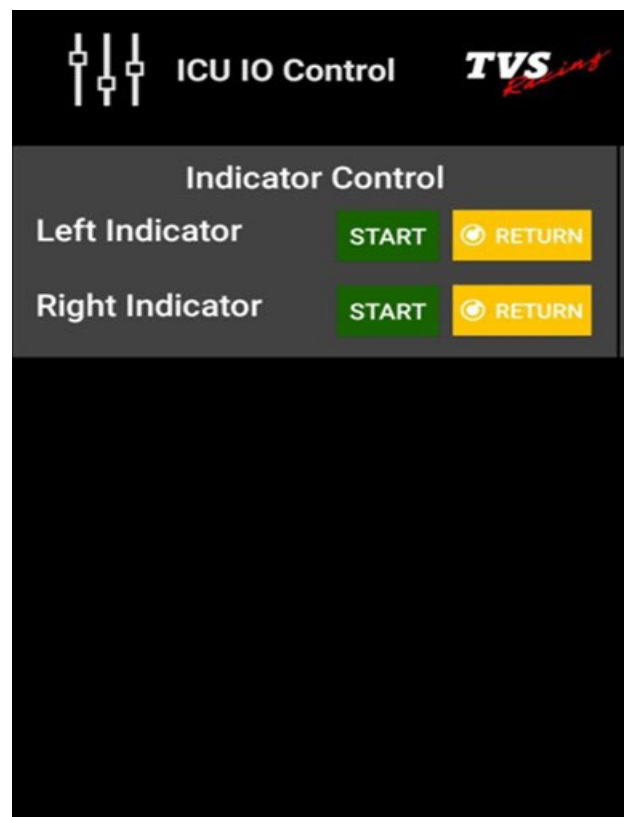 ICU IO Control
TVS
Racing
Indicator Control
Left Indicator START RETURN
Right Indicator START RETURN